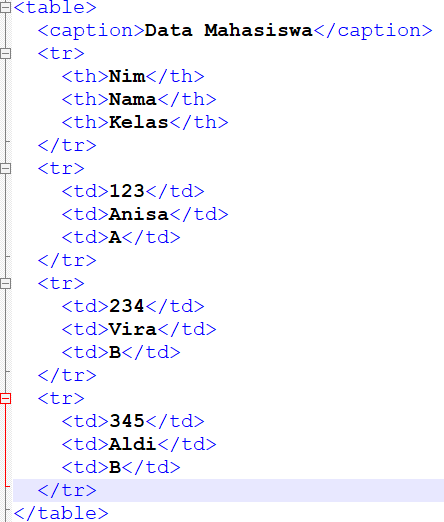 <table>
<caption>Data Mahasiswa</caption>
<tr>
<th>Nim</th>
<th>Nama</th>
<th>Kelas</th>
</tr>
<tr>
<td>123</td>
<td>Anisa</td>
<td>A</td>
</tr>
<tr>
<td>234</td>
<td>Vira</td>
<td>B</td>
</tr>
<tr>
<td>345</td>
<td>Aldi</td>
<td>B</td>
</tr>
</table>